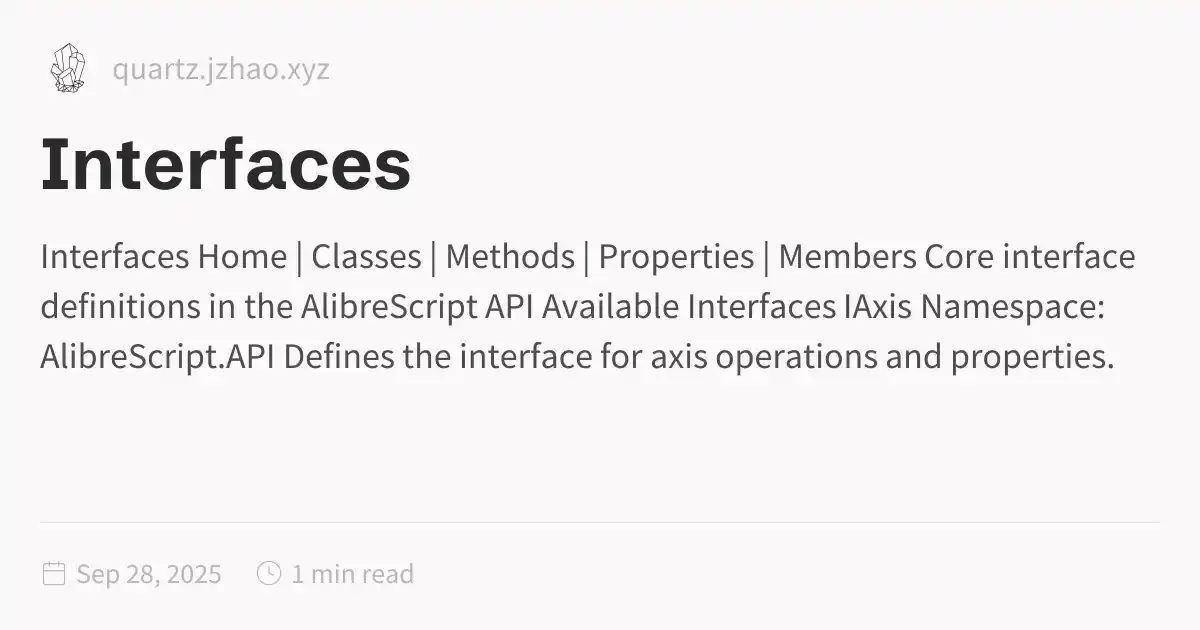 quartz.jzhao.xyz
Interfaces
Interfaces Home | Classes | Methods | Properties | Members Core interface
definitions in the AlibreScript API Available Interfaces IAxis Namespace:
AlibreScript.API Defines the interface for axis operations and properties.
Sep 28, 2025 1 min read